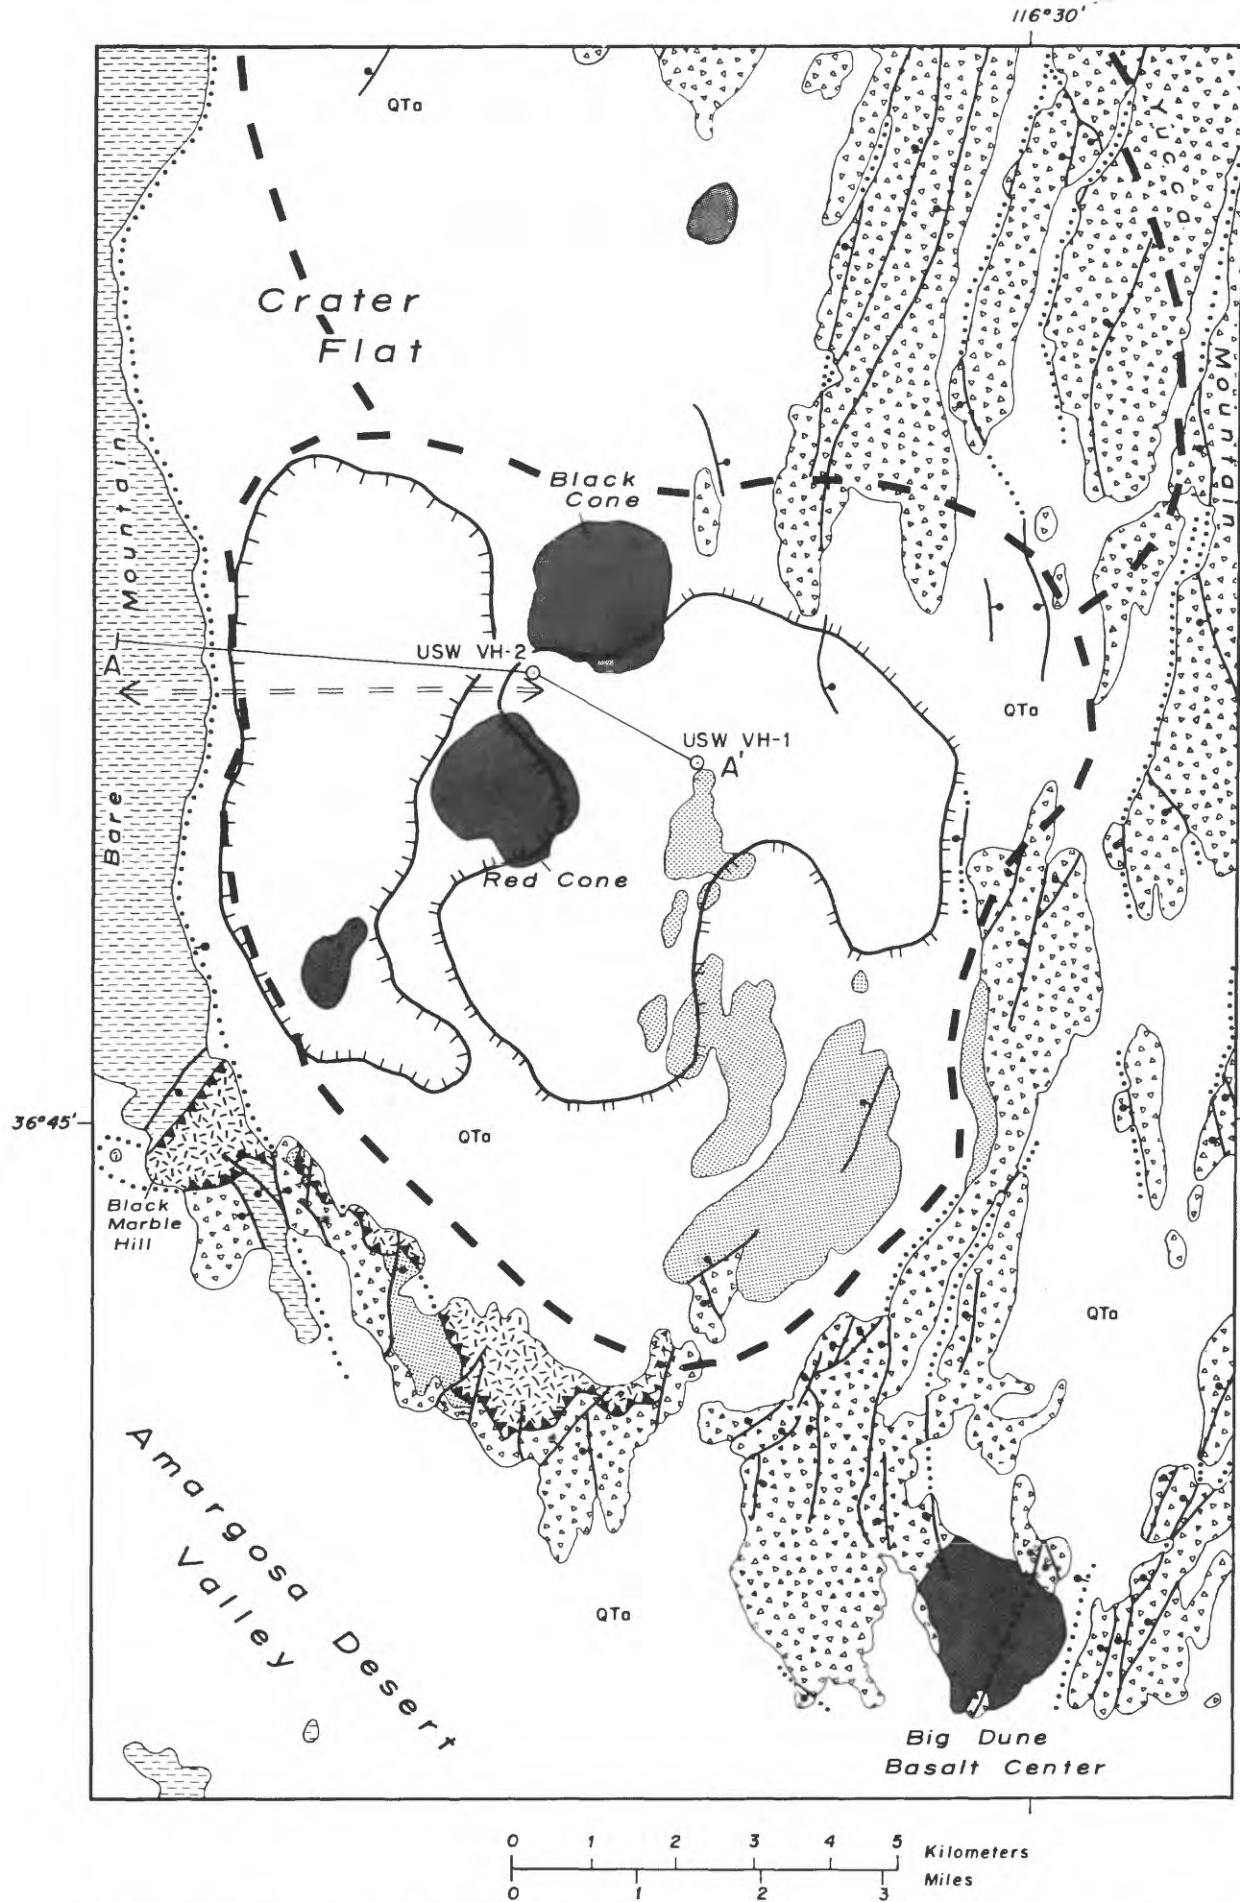 116°30'
QTa
Yucca
Mountain
Crater
Flat
Black
Cone
Bare Mountain
USW VH-2
A
QTa
USW VH-1
A'
Red Cone
36°45'
QTa
Black
Marble
Hill
QTa
Amargosa Desert
Valley
QTa
Big Dune
Basalt Center
0 1 2 3 4 5 Kilometers
0 1 2 3 Miles